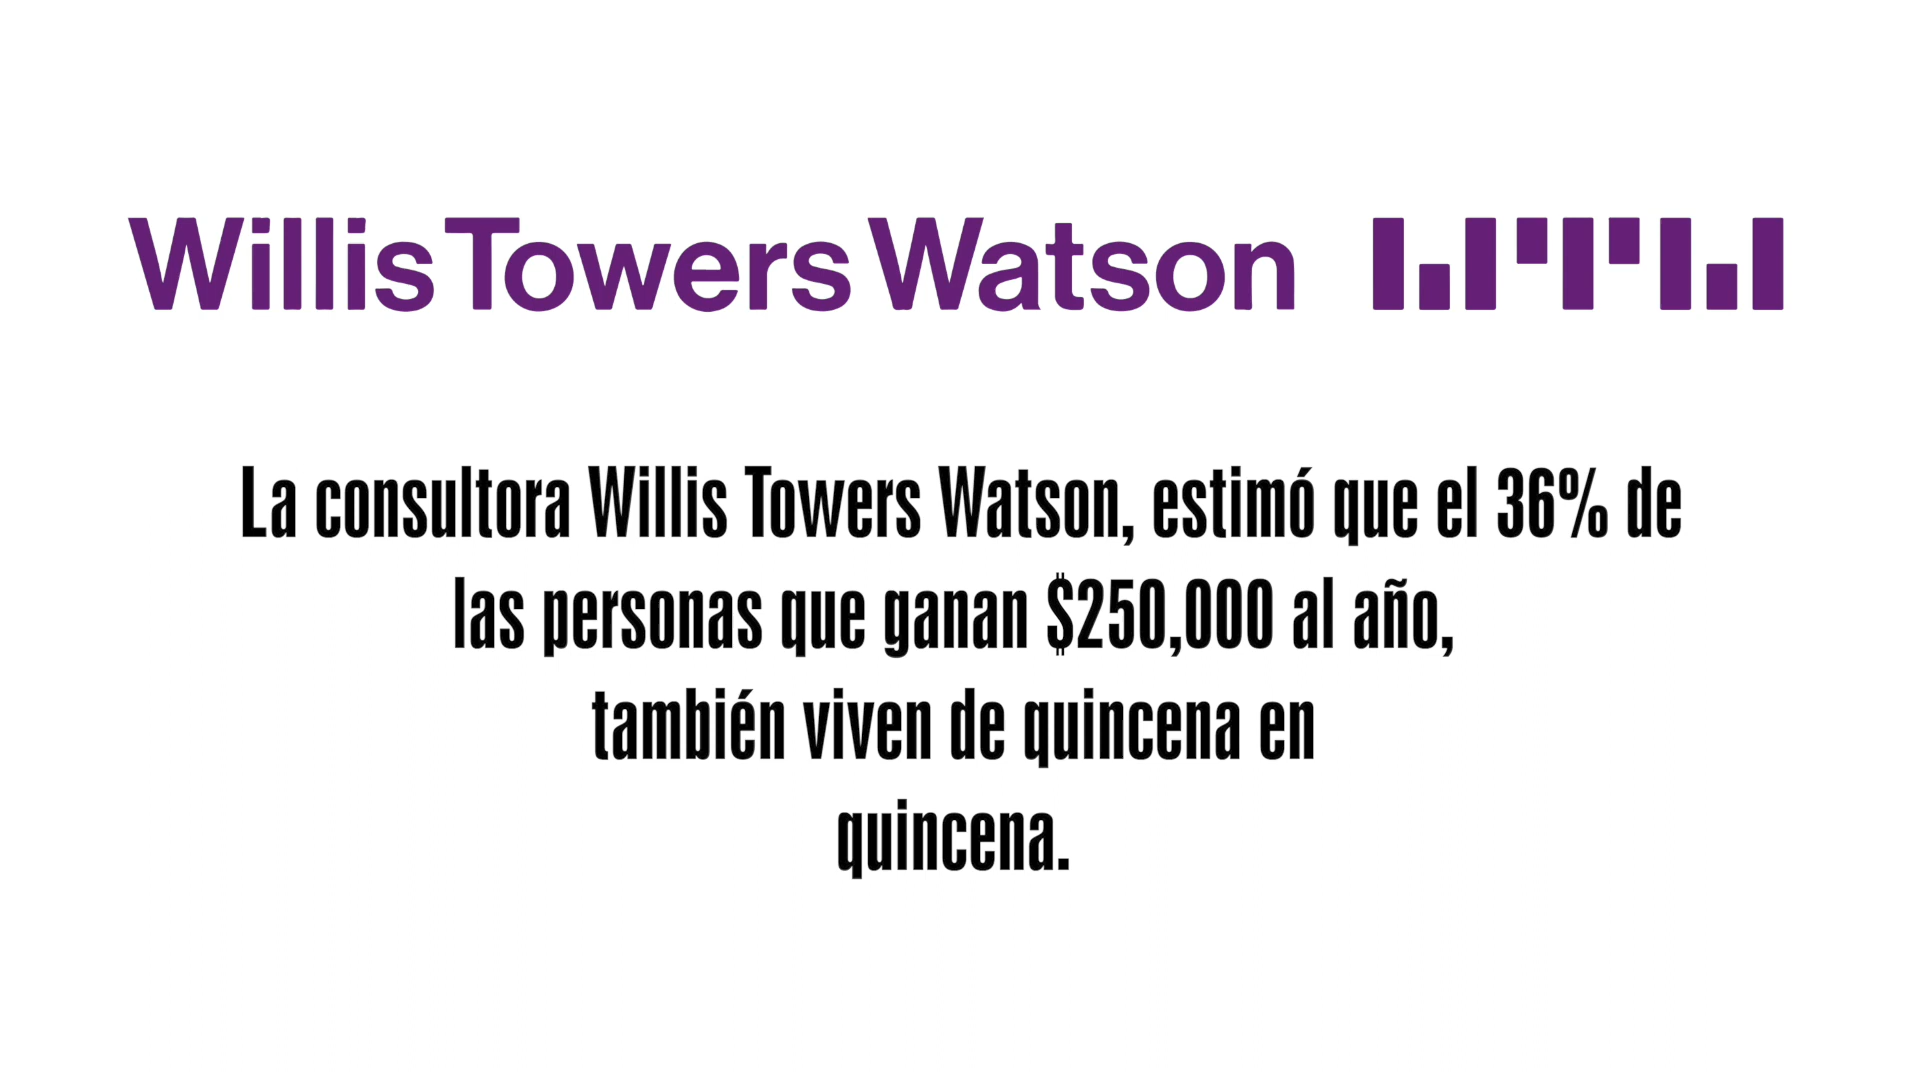 Willis Towers Watson WTW
La consultora Willis Towers Watson, estimó que el 36% de
las personas que ganan $250,000 al año,
también viven de quincena en
quincena.